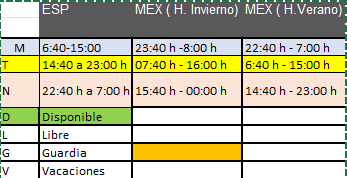 ESP MEX ( H. Invierno) MEX ( H.Verano)
M 6:40-15:00 23:40 h -8:00 h 22:40 h - 7:00 h
T 14:40 a 23:00 h 07:40 h - 16:00 h 6:40 h - 15:00 h
N 22:40 h a 7:00 h 15:40 h - 00:00 h 14:40 h - 23:00 h
D Disponible
L Libre
G Guardia
V Vacaciones